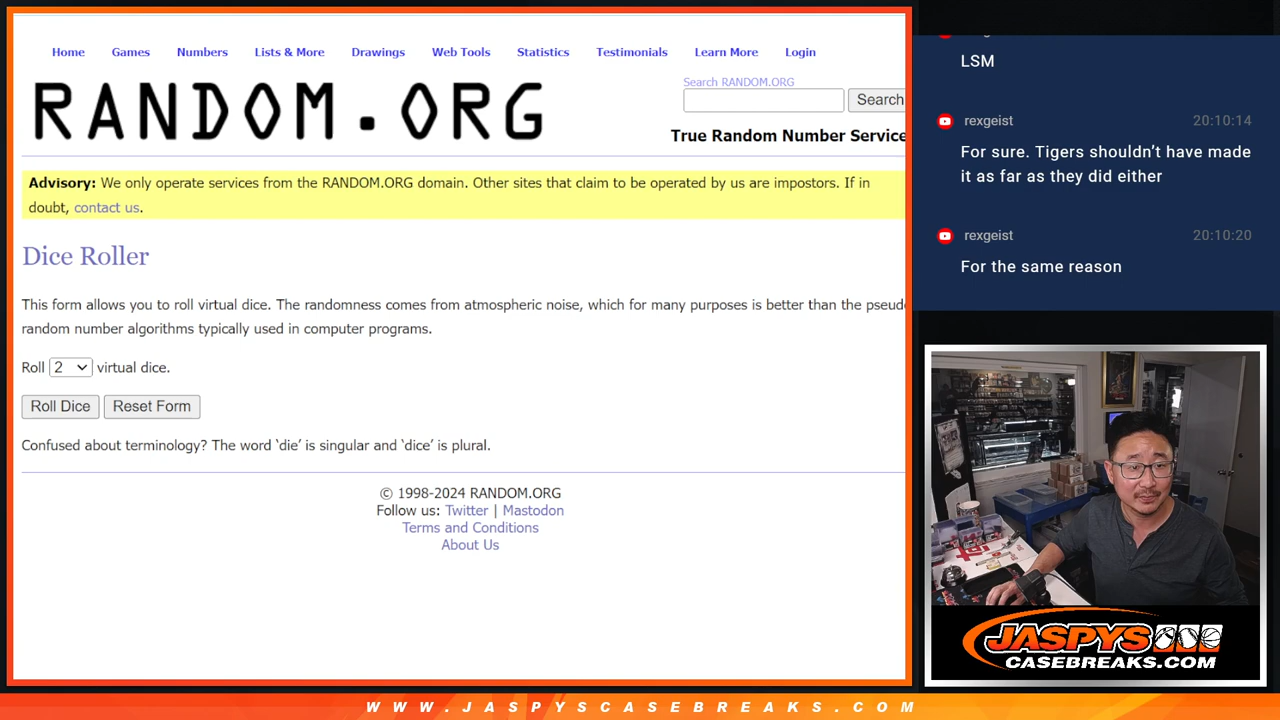 Home Games Numbers Lists & More Drawings Web Tools Statistics Testimonials Learn More Login
RANDOM.ORG
Search RANDOM.ORG
Search
True Random Number Service
Advisory: We only operate services from the RANDOM.ORG domain. Other sites that claim to be operated by us are impostors. If in
doubt, contact us.
Dice Roller
This form allows you to roll virtual dice. The randomness comes from atmospheric noise, which for many purposes is better than the pseudo
random number algorithms typically used in computer programs.
Roll 2 virtual dice.
Roll Dice Reset Form
Confused about terminology? The word ‘die’ is singular and ‘dice’ is plural.
© 1998-2024 RANDOM.ORG
Follow us: Twitter | Mastodon
Terms and Conditions
About Us
LSM
rexgeist 20:10:14
For sure. Tigers shouldn’t have made
it as far as they did either
rexgeist 20:10:20
For the same reason
JASPYS
CASEBREAKS.COM
WWW.JASPYSCASEBREAKS.COM